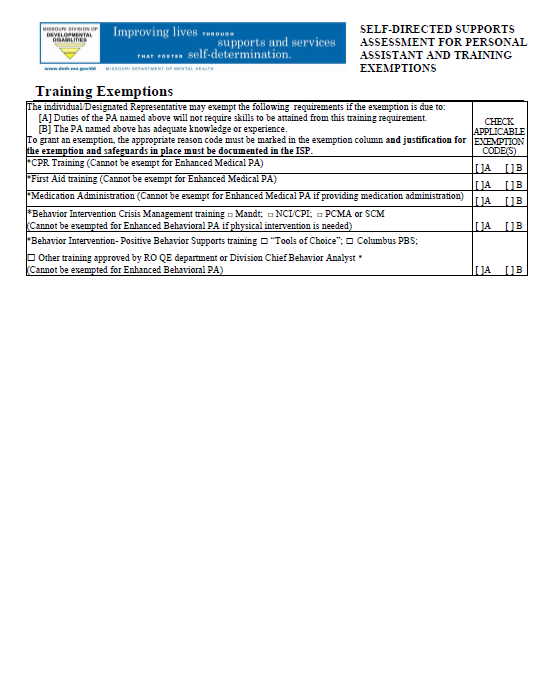 MISSOURI DIVISION OF
DEVELOPMENTAL
DISABILITIES
www.dmh.mo.gov/dd
Improving lives THROUGH
supports and services
THAT FOSTER self-determination.
MISSOURI DEPARTMENT OF MENTAL HEALTH
SELF-DIRECTED SUPPORTS
ASSESSMENT FOR PERSONAL
ASSISTANT AND TRAINING
EXEMPTIONS
Training Exemptions
The individual/Designated Representative may exempt the following requirements if the exemption is due to:
[A] Duties of the PA named above will not require skills to be attained from this training requirement.
[B] The PA named above has adequate knowledge or experience.
To grant an exemption, the appropriate reason code must be marked in the exemption column and justification for
the exemption and safeguards in place must be documented in the ISP.
CHECK
APPLICABLE
EXEMPTION
CODE(S)
*CPR Training (Cannot be exempt for Enhanced Medical PA)
[ ]A [ ] B
*First Aid training (Cannot be exempt for Enhanced Medical PA)
[ ]A [ ] B
*Medication Administration (Cannot be exempt for Enhanced Medical PA if providing medication administration)
[ ]A [ ] B
*Behavior Intervention Crisis Management training □ Mandt; □ NCI/CPI; □ PCMA or SCM
(Cannot be exempted for Enhanced Behavioral PA if physical intervention is needed)
[ ]A [ ] B
*Behavior Intervention- Positive Behavior Supports training □ “Tools of Choice”; □ Columbus PBS;
□ Other training approved by RO QE department or Division Chief Behavior Analyst *
(Cannot be exempted for Enhanced Behavioral PA)
[ ]A [ ] B